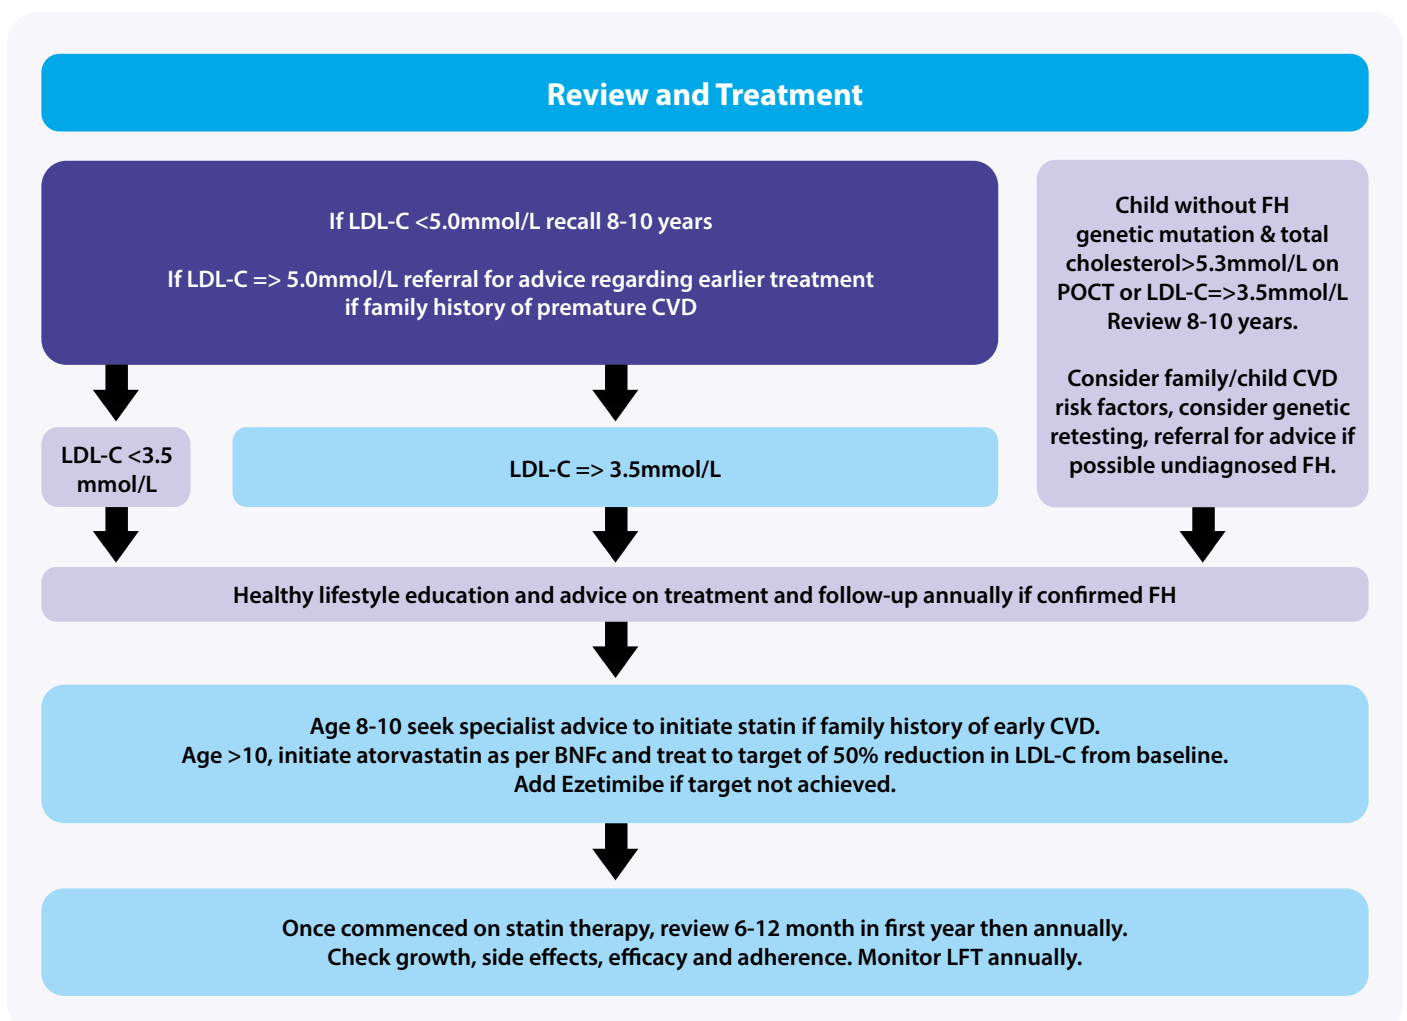 Review and Treatment
If LDL-C <5.0mmol/L recall 8-10 years
If LDL-C => 5.0mmol/L referral for advice regarding earlier treatment
if family history of premature CVD
Child without FH
genetic mutation & total
cholesterol>5.3mmol/L on
POCT or LDL-C=>3.5mmol/L
Review 8-10 years.
Consider family/child CVD
risk factors, consider genetic
retesting, referral for advice if
possible undiagnosed FH.
LDL-C <3.5
mmol/L
LDL-C => 3.5mmol/L
Healthy lifestyle education and advice on treatment and follow-up annually if confirmed FH
Age 8-10 seek specialist advice to initiate statin if family history of early CVD.
Age >10, initiate atorvastatin as per BNFc and treat to target of 50% reduction in LDL-C from baseline.
Add Ezetimibe if target not achieved.
Once commenced on statin therapy, review 6-12 month in first year then annually.
Check growth, side effects, efficacy and adherence. Monitor LFT annually.